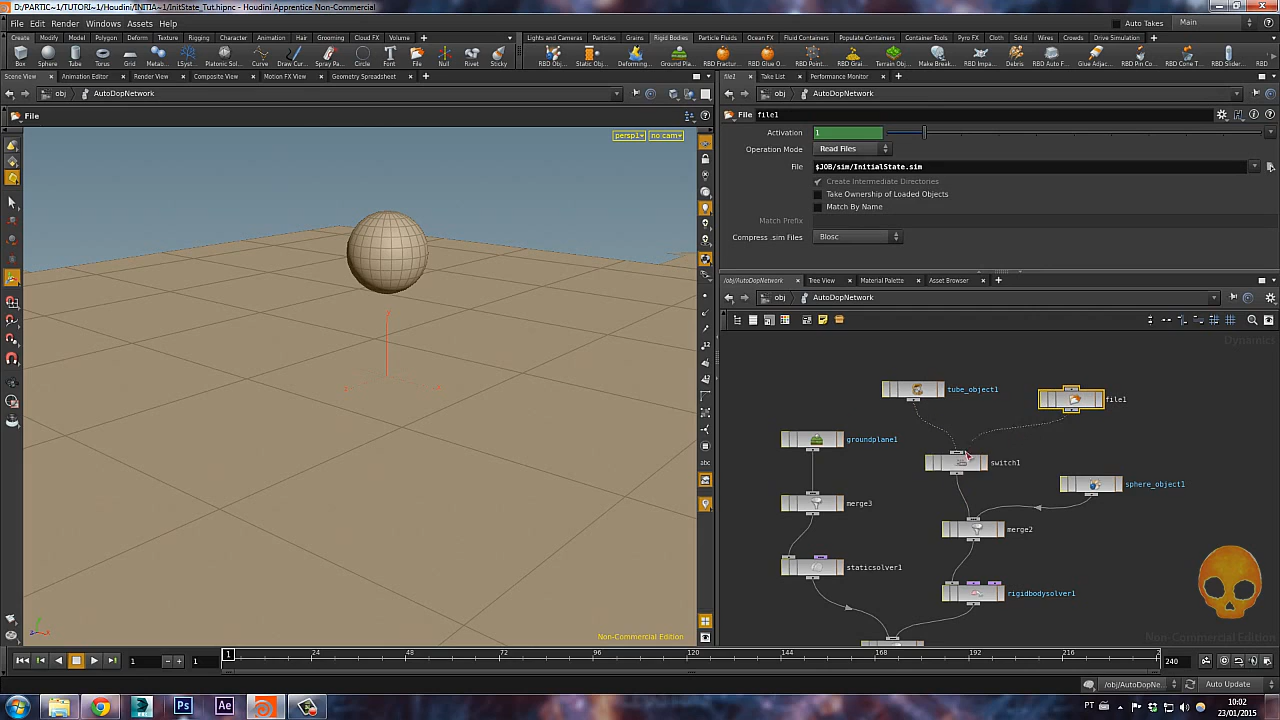 D:/PARTIC~1/TUTORI~1/Houdini/INITIA~1/InitState_Tut.hipnc - Houdini Apprentice Non-Commercial
File Edit Render Windows Assets Help
Auto Takes Main
Create Modify Model Polygon Deform Texture Rigging Character Animation Hair Grooming Cloud FX Volume
Lights and Camera Particles Grains Rigid Bodies Particle Fluids Ocean FX Fluid Containers Populate Containers Container Tools Pyro FX Cloth Solid Wires Crowds Drive Simulation
Box Sphere Tube Torus Grid Metab... LSyst Platonic Sol Curve Draw Cur... Circle Font File Spray Pa... Null Rivet Sticky
RBD Obj... Static Obj... Deforming... Ground Pla... RBD Fractur... RBD Glue O... RBD Point... RBD Grai... Terrain Obj... Make Break... RBD Impa... Debris RBD Auto F... Glue Adjac... RBD Pin Co... RBD Cone T... RBD Slider...
Scene View Animation Editor Render View Composite View Motion FX View Geometry Spreadsheet
file1 Take List Performance Monitor
obj AutoDopNetwork
obj AutoDopNetwork
File
File file1
persp1 no cam
Activation 1
Operation Mode Read Files
File $JOB/sim/InitialState.sim
Create Intermediate Directories
Take Ownership of Loaded Objects
Match By Name
Match Prefix
Compress .sim Files Blosc
/obj/AutoDopNetwork Tree View Material Palette Asset Browser
obj AutoDopNetwork
Dynamics
tube_object1
file1
groundplane1
switch1
sphere_object1
merge3
merge2
staticsolver1
rigidbodysolver1
abc
Non-Commercial Edition
Non-Commercial Edition
1 1 1 24 48 72 96 120 144 168 192 216 2 240
/obj/AutoDopNe... Auto Update
Ps Ae
PT
10:02
23/01/2015